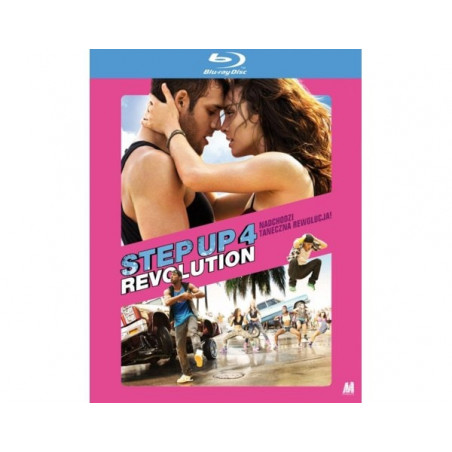 Blu-ray Disc
STEP UP 4
REVOLUTION
NADCHODZI
TANECZNA REWOLUCJA!
M